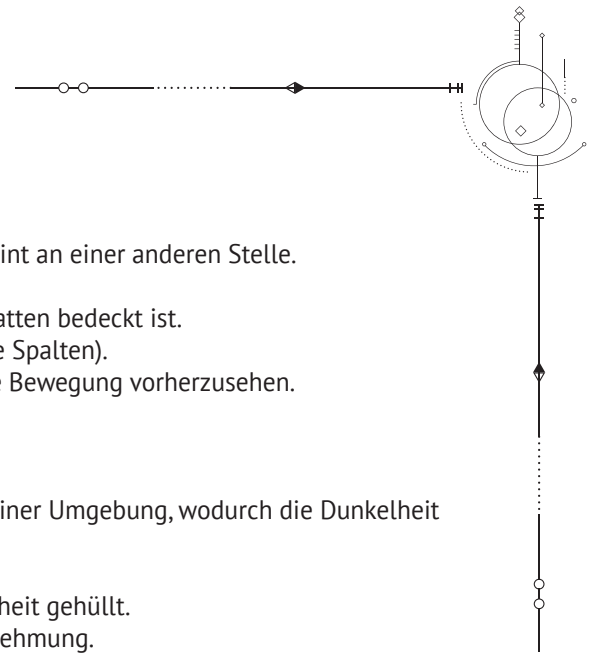 int an einer anderen Stelle.
atten bedeckt ist.
e Spalten).
e Bewegung vorherzusehen.
iner Umgebung, wodurch die Dunkelheit
heit gehüllt.
ehmung.